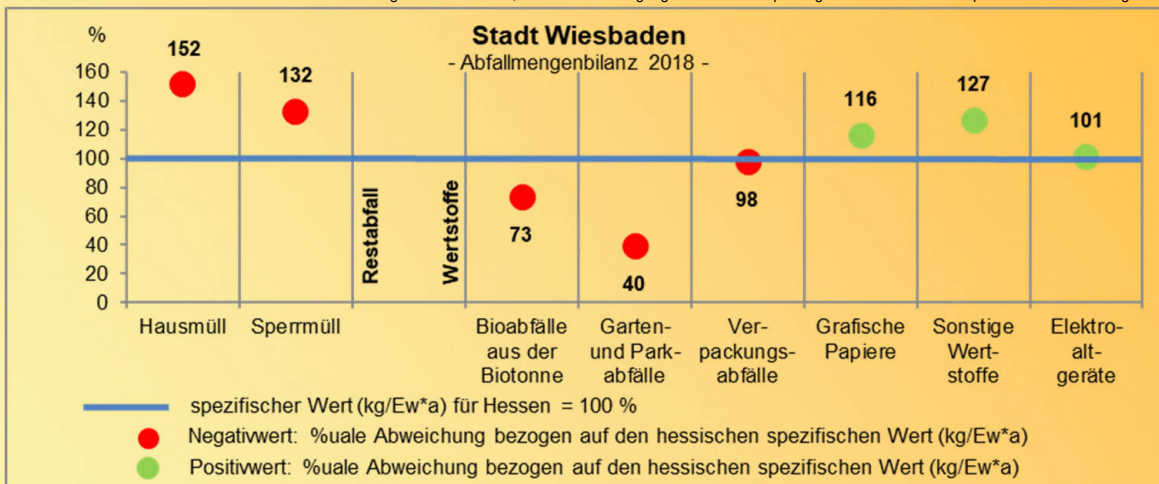 %
Stadt Wiesbaden
- Abfallmengenbilanz 2018 -
160
140
120
100
80
60
40
20
0
152
132
73
40
98
116
127
101
Restabfall
Wertstoffe
Hausmüll
Sperrmüll
Bioabfälle
aus der
Biotonne
Garten-
und Park-
abfälle
Ver-
packungs-
abfälle
Grafische
Papiere
Sonstige
Wert-
stoffe
Elektro-
alt-
geräte
spezifischer Wert (kg/Ew*a) für Hessen = 100 %
Negativwert: %uale Abweichung bezogen auf den hessischen spezifischen Wert (kg/Ew*a)
Positivwert: %uale Abweichung bezogen auf den hessischen spezifischen Wert (kg/Ew*a)